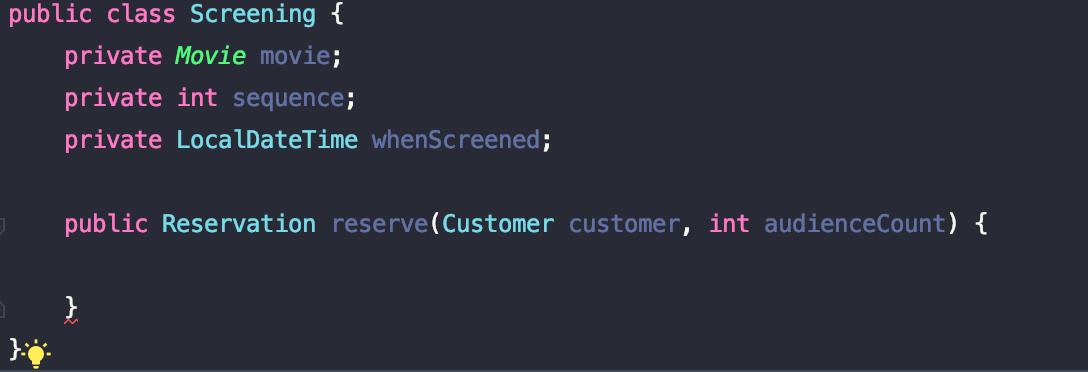 public class Screening {
    private Movie movie;
    private int sequence;
    private LocalDateTime whenScreened;
    public Reservation reserve(Customer customer, int audienceCount) {
    }
}